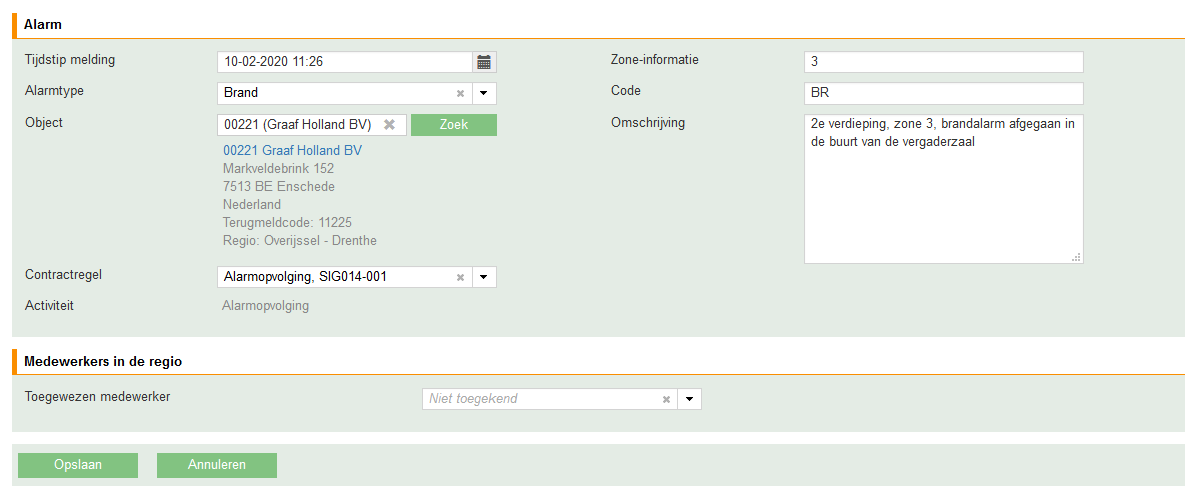 Alarm
Tijdstip melding
10-02-2020 11:26
Zone-informatie
3
Alarmtype
Brand
Code
BR
Object
00221 (Graaf Holland BV)
Zoek
Omschrijving
2e verdieping, zone 3, brandalarm afgegaan in
de buurt van de vergaderzaal
00221 Graaf Holland BV
Markveldebrink 152
7513 BE Enschede
Nederland
Terugmeldcode: 11225
Regio: Overijssel - Drenthe
Contractregel
Alarmopvolging, SIG014-001
Activiteit
Alarmopvolging
Medewerkers in de regio
Toegewezen medewerker
Niet toegekend
Opslaan
Annuleren